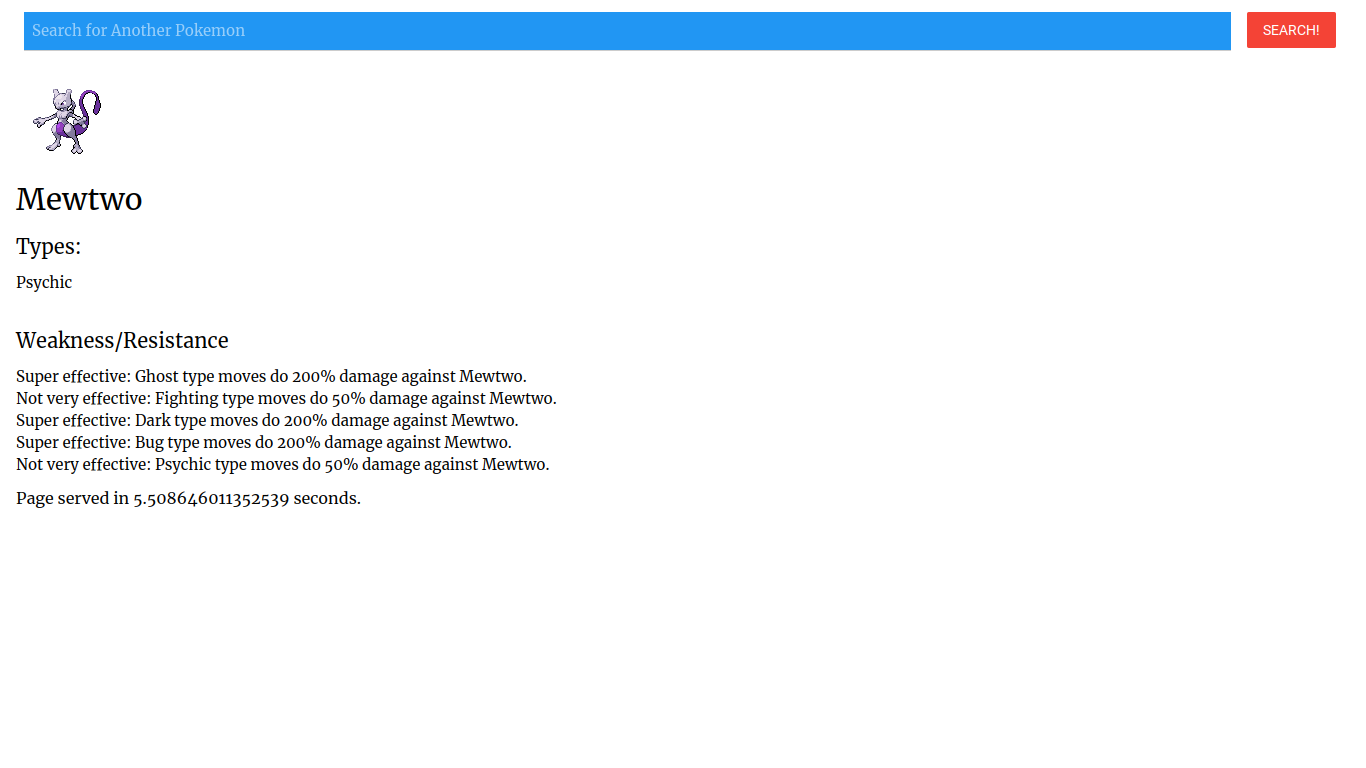 Search for Another Pokemon
SEARCH!
Mewtwo
Types:
Psychic
Weakness/Resistance
Super effective: Ghost type moves do 200% damage against Mewtwo.
Not very effective: Fighting type moves do 50% damage against Mewtwo.
Super effective: Dark type moves do 200% damage against Mewtwo.
Super effective: Bug type moves do 200% damage against Mewtwo.
Not very effective: Psychic type moves do 50% damage against Mewtwo.
Page served in 5.508646011352539 seconds.